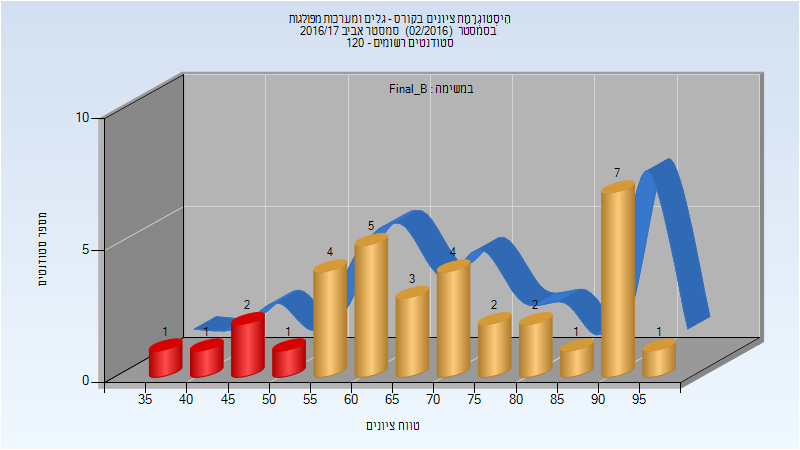 היסטוגרמת ציונים בקורס - גלים ומערכות מפולגות
בסמסטר (02/2016) סמסטר אביב 2016/17
סטודנטים רשומים - 120
במשימה : Final_B
מספר סטודנטים
10
5
0
1
1
2
1
4
5
3
4
2
2
1
7
1
35 40 45 50 55 60 65 70 75 80 85 90 95
טווח ציונים